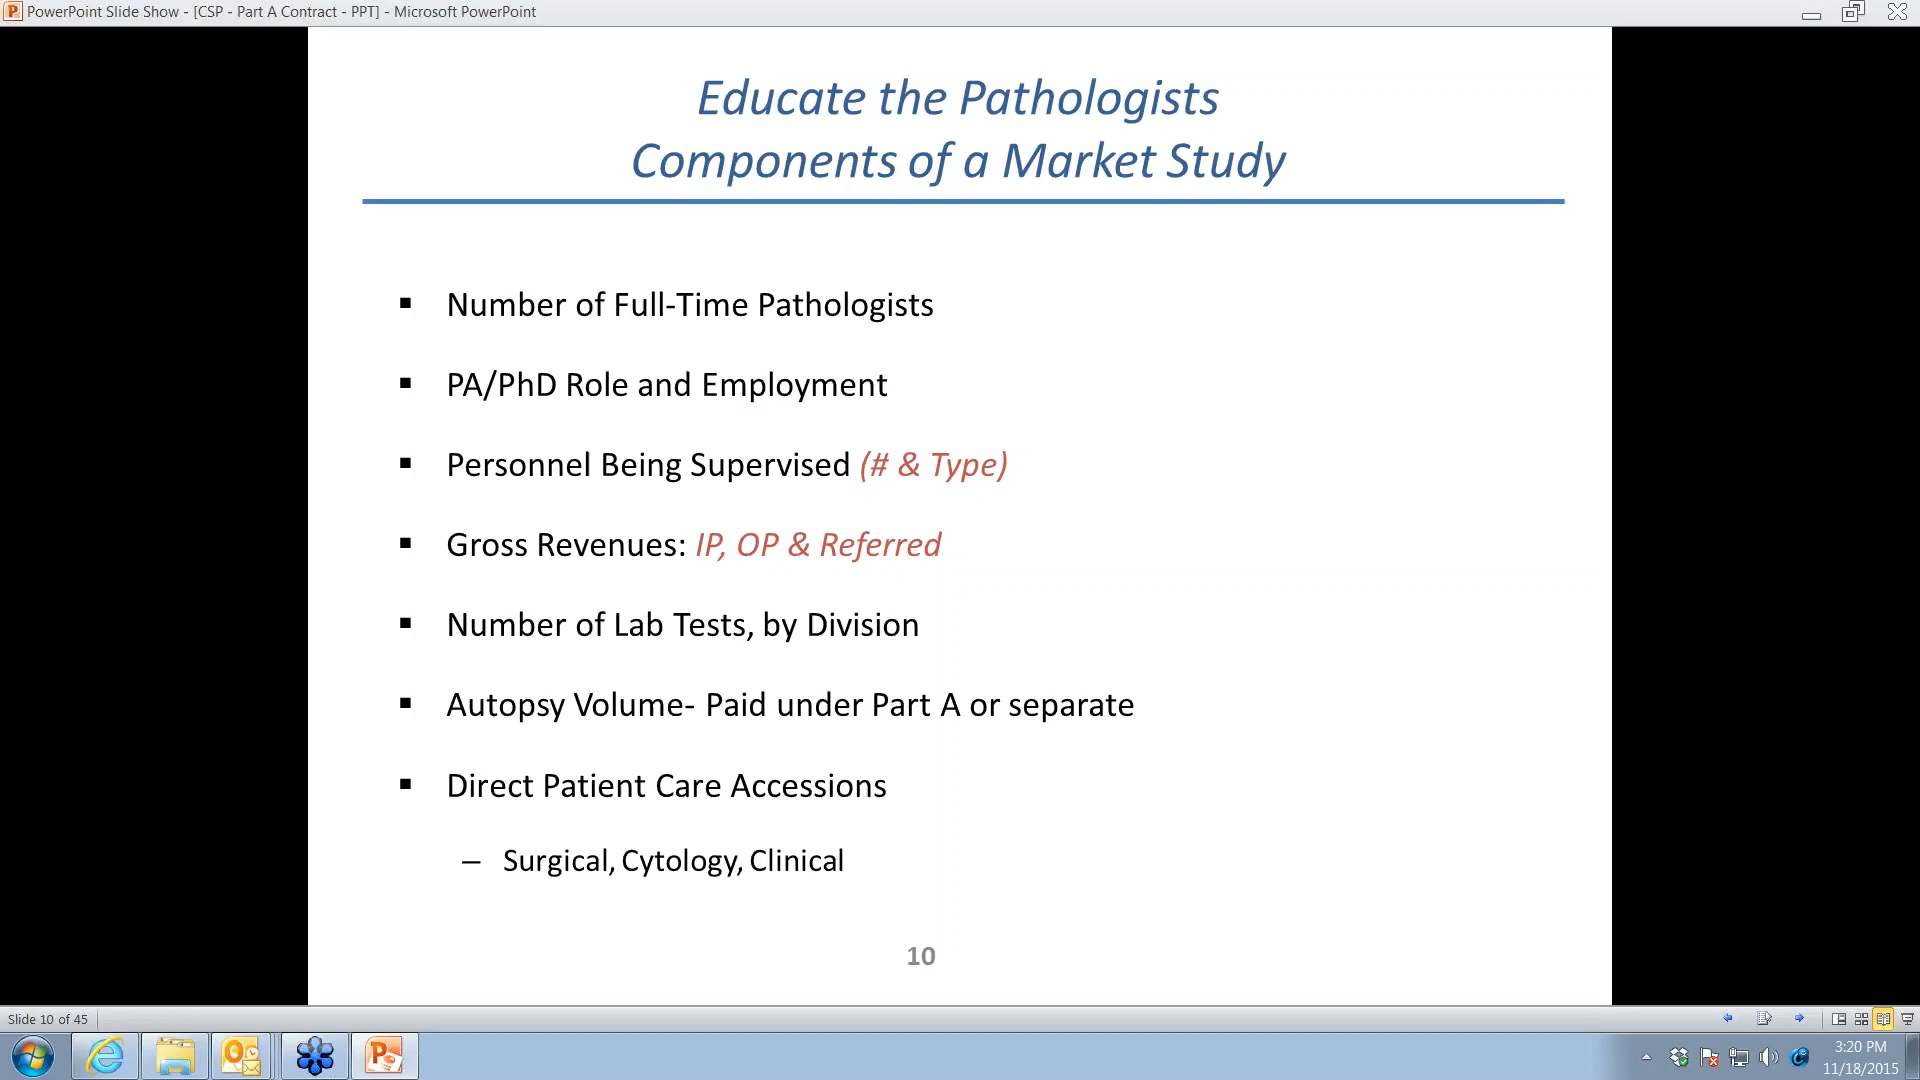 PowerPoint Slide Show - [CSP - Part A Contract - PPT] - Microsoft PowerPoint
Educate the Pathologists
Components of a Market Study
▪ Number of Full-Time Pathologists
▪ PA/PhD Role and Employment
▪ Personnel Being Supervised (# & Type)
▪ Gross Revenues: IP, OP & Referred
▪ Number of Lab Tests, by Division
▪ Autopsy Volume- Paid under Part A or separate
▪ Direct Patient Care Accessions
– Surgical, Cytology, Clinical
10
Slide 10 of 45
3:20 PM
11/18/2015